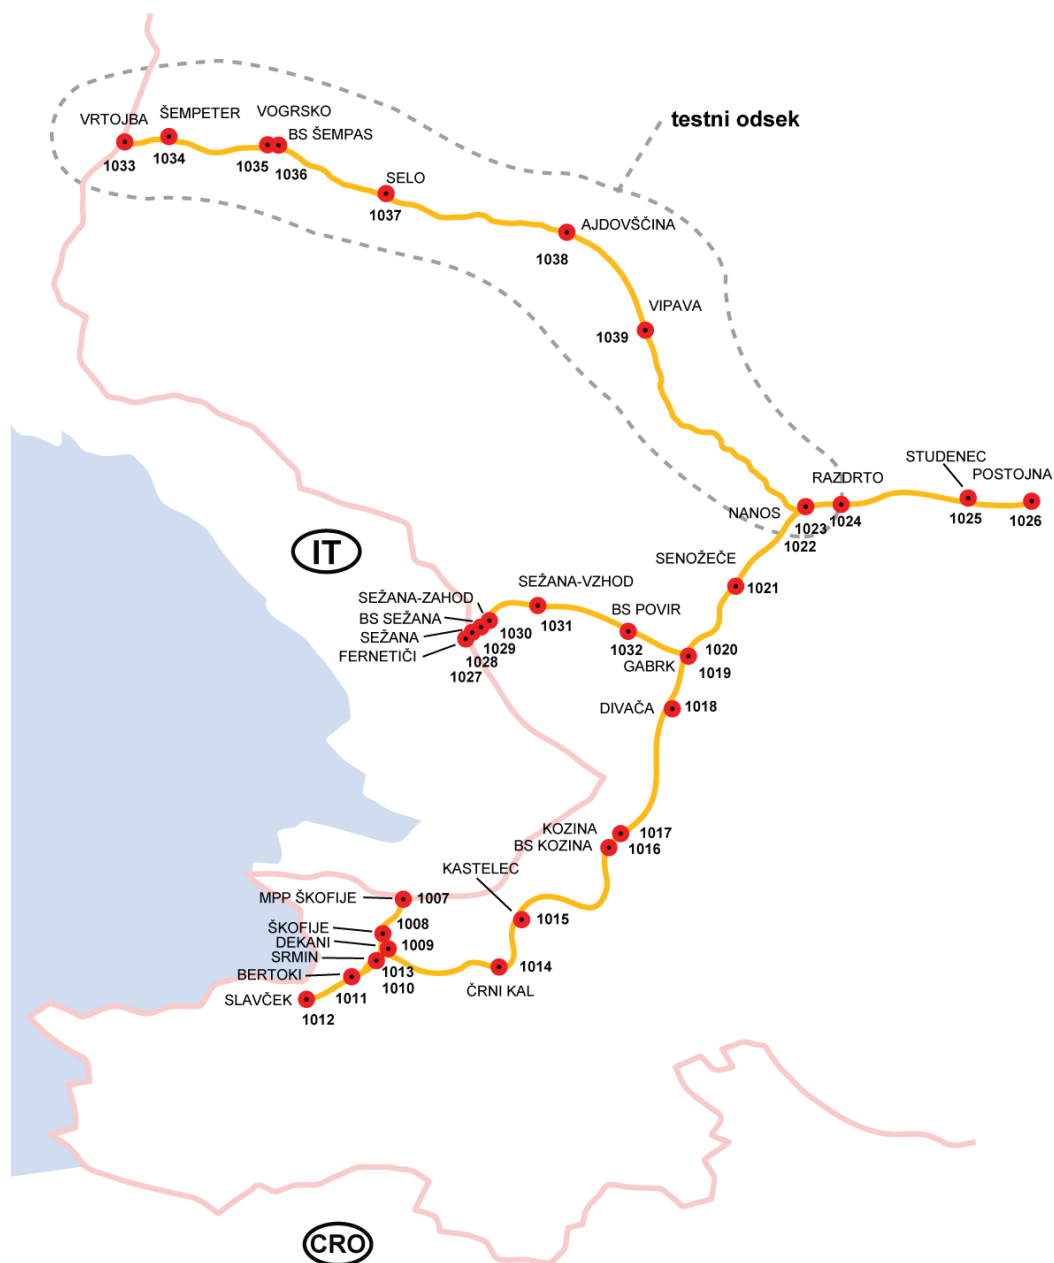 testni odsek
VRTOJBA
1033
ŠEMPETER
1034
VOGRSKO
1035
BS ŠEMPAS
1036
SELO
1037
AJDOVŠČINA
1038
VIPAVA
1039
STUDENEC
1025
POSTOJNA
1026
RAZDRTO
1024
NANOS
1023
1022
SENOŽEČE
1021
IT
SEŽANA-VZHOD
1031
SEŽANA-ZAHOD
1030
BS SEŽANA
1029
SEŽANA
1028
FERNETIČI
1027
BS POVIR
1032
GABRK
1020
1019
DIVAČA
1018
KOZINA
1017
BS KOZINA
1016
KASTELEC
1015
MPP ŠKOFIJE
1007
ŠKOFIJE
1008
DEKANI
1009
SRMIN
1013
1010
BERTOKI
1011
SLAVČEK
1012
ČRNI KAL
1014
CRO